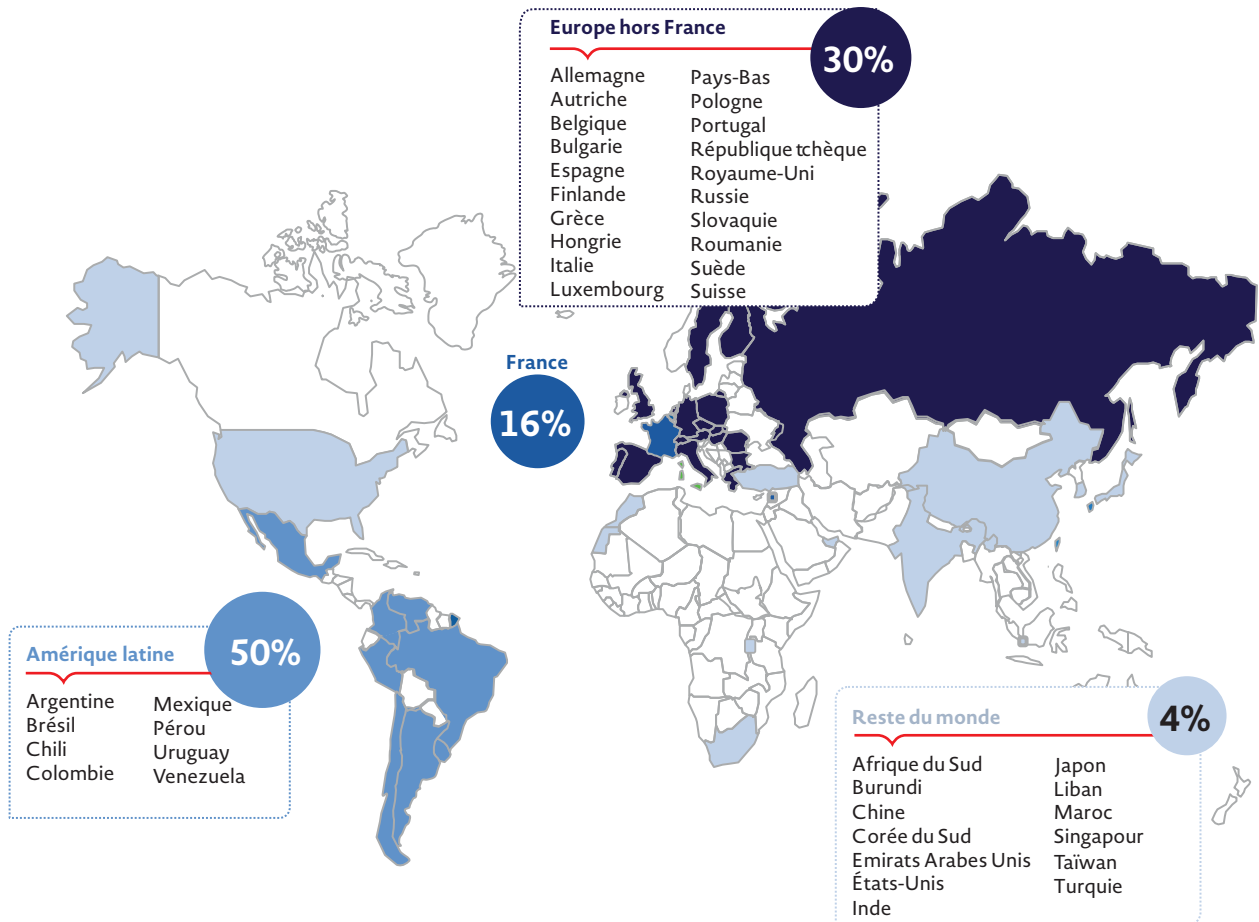 Europe hors France
30%
Allemagne
Autriche
Belgique
Bulgarie
Espagne
Finlande
Grèce
Hongrie
Italie
Luxembourg
Pays-Bas
Pologne
Portugal
République tchèque
Royaume-Uni
Russie
Slovaquie
Roumanie
Suède
Suisse
France
16%
Amérique latine
50%
Argentine
Brésil
Chili
Colombie
Mexique
Pérou
Uruguay
Venezuela
Reste du monde
4%
Afrique du Sud
Burundi
Chine
Corée du Sud
Emirats Arabes Unis
États-Unis
Inde
Japon
Liban
Maroc
Singapour
Taïwan
Turquie